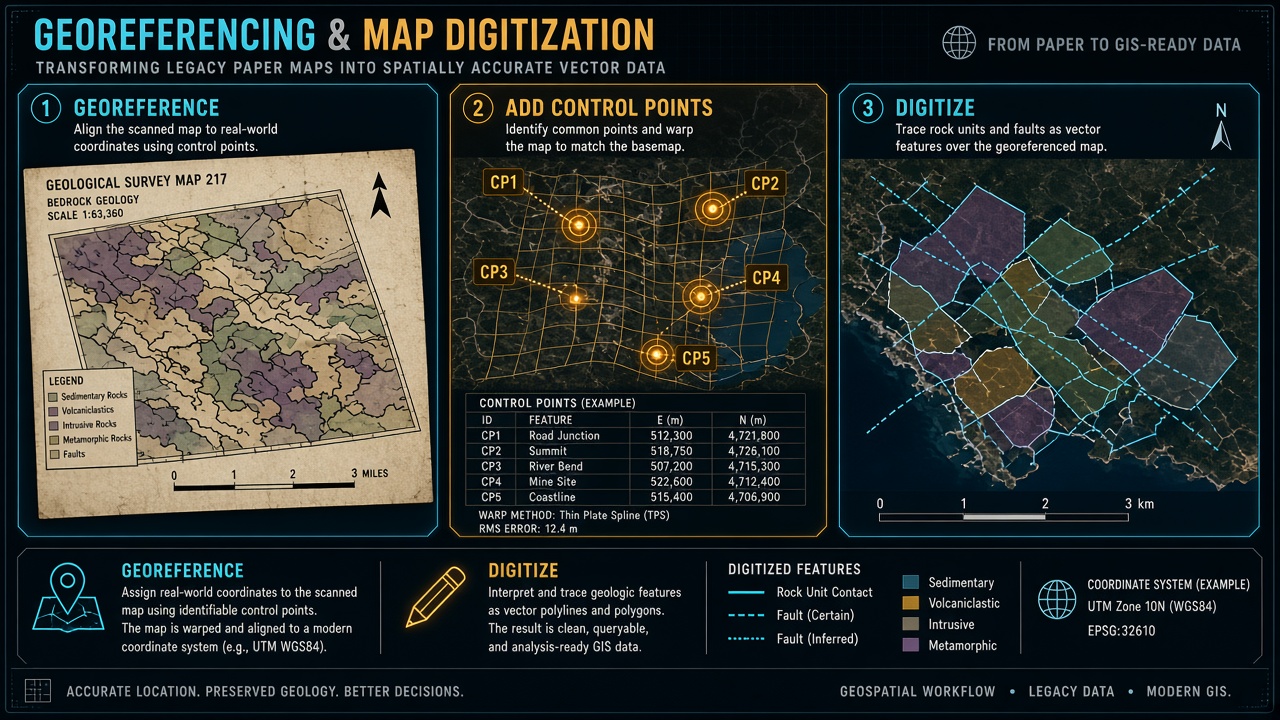 GEOREFERENCING & MAP DIGITIZATION
TRANSFORMING LEGACY PAPER MAPS INTO SPATIALLY ACCURATE VECTOR DATA
FROM PAPER TO GIS-READY DATA
1 GEOREFERENCE
Align the scanned map to real-world
coordinates using control points.
GEOLOGICAL SURVEY MAP 217
BEDROCK GEOLOGY
SCALE 1:63,360
LEGEND
Sedimentary Rocks
Volcaniclastics
Intrusive Rocks
Metamorphic Rocks
Faults
0 1 2 3 MILES
2 ADD CONTROL POINTS
Identify common points and warp
the map to match the basemap.
CP1
CP2
CP3
CP4
CP5
CONTROL POINTS (EXAMPLE)
ID FEATURE E (m) N (m)
CP1 Road Junction 512,300 4,721,800
CP2 Summit 518,750 4,726,100
CP3 River Bend 507,200 4,715,300
CP4 Mine Site 522,600 4,712,400
CP5 Coastline 515,400 4,706,900
WARP METHOD: Thin Plate Spline (TPS)
RMS ERROR: 12.4 m
3 DIGITIZE
Trace rock units and faults as vector
features over the georeferenced map.
N
0 1 2 3 km
GEOREFERENCE
Assign real-world coordinates to the scanned
map using identifiable control points.
The map is warped and aligned to a modern
coordinate system (e.g., UTM WGS84).
DIGITIZE
Interpret and trace geologic features
as vector polylines and polygons.
The result is clean, queryable,
and analysis-ready GIS data.
DIGITIZED FEATURES
Rock Unit Contact
Fault (Certain)
Fault (Inferred)
Sedimentary
Volcaniclastic
Intrusive
Metamorphic
COORDINATE SYSTEM (EXAMPLE)
UTM Zone 10N (WGS84)
EPSG:32610
ACCURATE LOCATION. PRESERVED GEOLOGY. BETTER DECISIONS.
GEOSPATIAL WORKFLOW • LEGACY DATA • MODERN GIS.